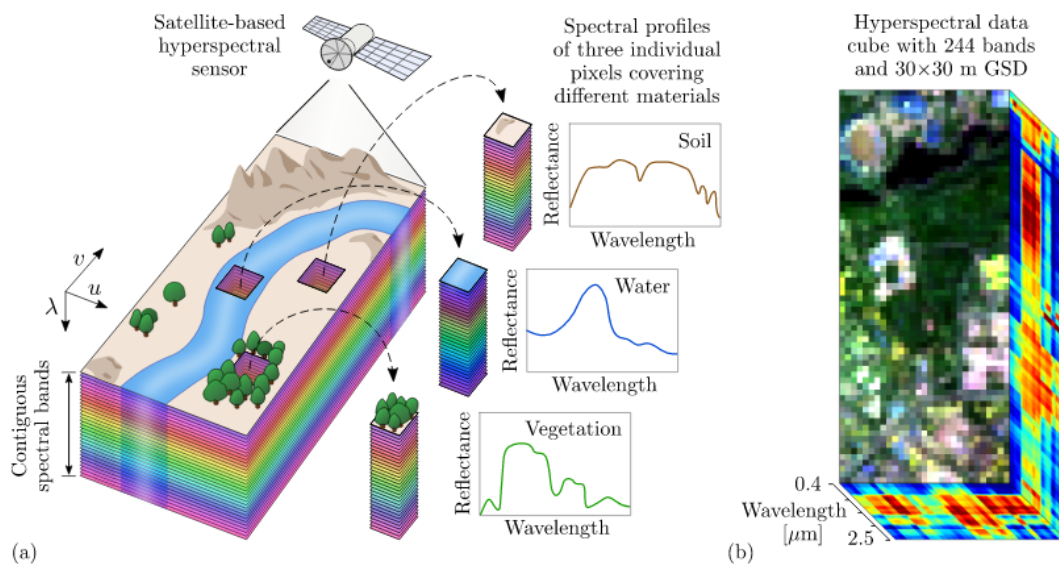 Satellite-based
hyperspectral
sensor
Spectral profiles
of three individual
pixels covering
different materials
Reflectance
Soil
Wavelength
Reflectance
Water
Wavelength
Reflectance
Vegetation
Wavelength
v
u
λ
Contiguous
spectral bands
(a)
Hyperspectral data
cube with 244 bands
and 30×30 m GSD
0.4
Wavelength
[μm]
2.5
(b)